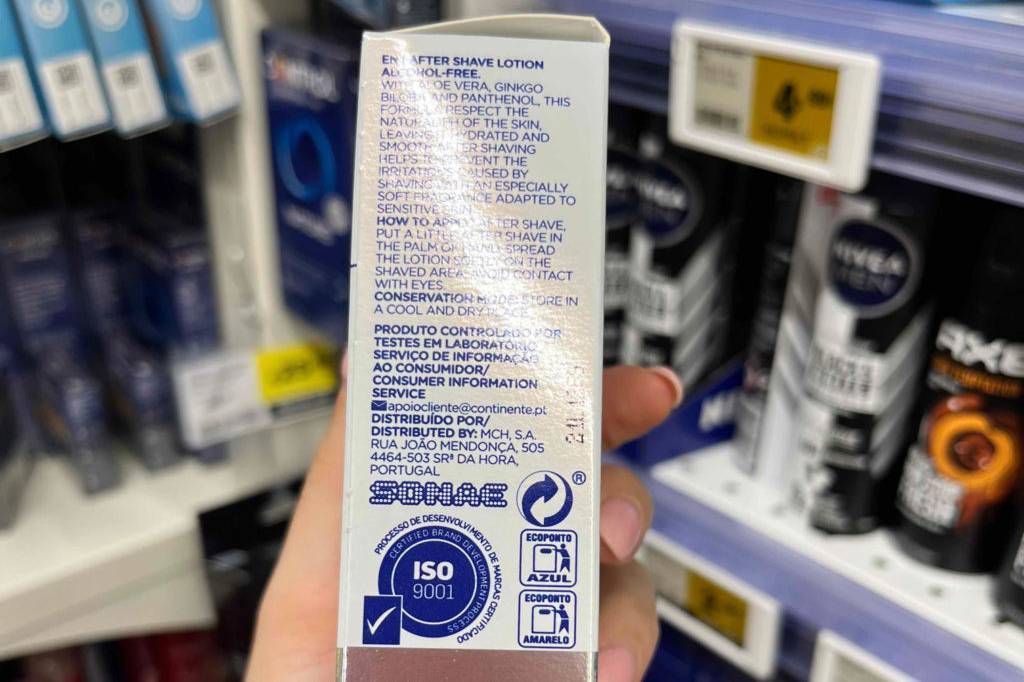 EN | AFTER SHAVE LOTION
ALCOHOL-FREE.
WITH ALOE VERA, GINKGO
BILOBA AND PANTHENOL, THIS
FORMULA RESPECT THE
NATURAL PH OF THE SKIN,
LEAVING IT HYDRATED AND
SMOOTH AFTER SHAVING
HELPS TO PREVENT THE
IRRITATION CAUSED BY
SHAVING WITH AN ESPECIALLY
SOFT FRAGRANCE ADAPTED TO
SENSITIVE SKIN.
HOW TO APPLY: AFTER SHAVE,
PUT A LITTLE AFTER SHAVE IN
THE PALM OF HAND, SPREAD
THE LOTION SOFTLY ON THE
SHAVED AREA. AVOID CONTACT
WITH EYES.
CONSERVATION MODE: STORE IN
A COOL AND DRY PLACE.
PRODUTO CONTROLADO POR
TESTES EM LABORATÓRIO
SERVIÇO DE INFORMAÇÃO
AO CONSUMIDOR/
CONSUMER INFORMATION
SERVICE
apoiocliente@continente.pt
DISTRIBUÍDO POR/
DISTRIBUTED BY: MCH, S.A.
RUA JOÃO MENDONÇA, 505
4464-503 SRª DA HORA,
PORTUGAL
SONAE
®
PROCESSO DE DESENVOLVIMENTO DE MARCAS CERTIFICADO
CERTIFIED BRAND DEVELOPMENT PROCESS
ISO
9001
ECOPONTO
AZUL
ECOPONTO
AMARELO
NIVEA
MEN
AXE